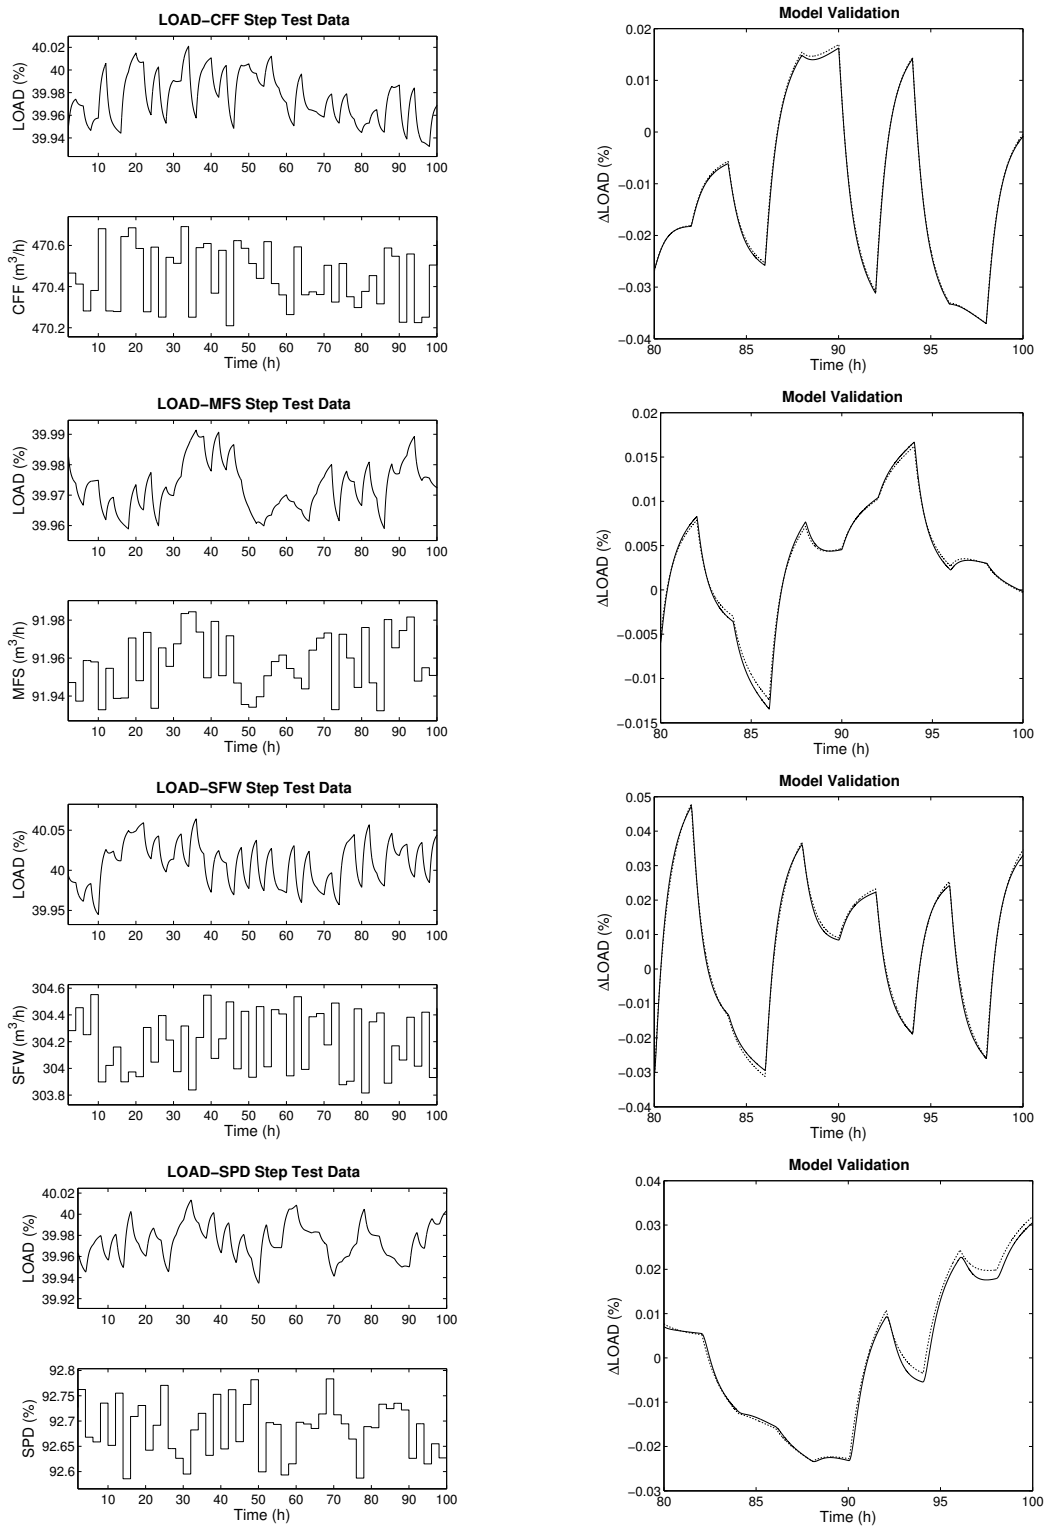 LOAD−CFF Step Test Data
40.02
40
39.98
39.96
39.94
LOAD (%)
10 20 30 40 50 60 70 80 90 100
470.6
470.4
470.2
CFF (m³/h)
10 20 30 40 50 60 70 80 90 100
Time (h)
Model Validation
0.02
0.01
0
−0.01
−0.02
−0.03
−0.04
ΔLOAD (%)
80 85 90 95 100
Time (h)
LOAD−MFS Step Test Data
39.99
39.98
39.97
39.96
LOAD (%)
10 20 30 40 50 60 70 80 90 100
91.98
91.96
91.94
MFS (m³/h)
10 20 30 40 50 60 70 80 90 100
Time (h)
Model Validation
0.02
0.015
0.01
0.005
0
−0.005
−0.01
−0.015
ΔLOAD (%)
80 85 90 95 100
Time (h)
LOAD−SFW Step Test Data
40.05
40
39.95
LOAD (%)
10 20 30 40 50 60 70 80 90 100
304.6
304.4
304.2
304
303.8
SFW (m³/h)
10 20 30 40 50 60 70 80 90 100
Time (h)
Model Validation
0.05
0.04
0.03
0.02
0.01
0
−0.01
−0.02
−0.03
−0.04
ΔLOAD (%)
80 85 90 95 100
Time (h)
LOAD−SPD Step Test Data
40.02
40
39.98
39.96
39.94
39.92
LOAD (%)
10 20 30 40 50 60 70 80 90 100
92.8
92.75
92.7
92.65
92.6
SPD (%)
10 20 30 40 50 60 70 80 90 100
Time (h)
Model Validation
0.04
0.03
0.02
0.01
0
−0.01
−0.02
−0.03
ΔLOAD (%)
80 85 90 95 100
Time (h)